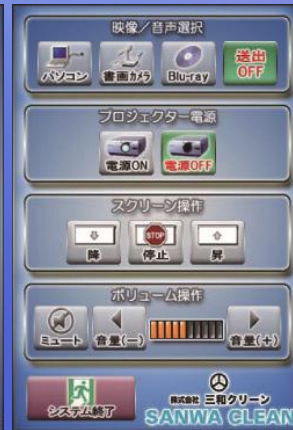 映像／音声選択
パソコン 書画カメラ Blu-ray 送出OFF
プロジェクター電源
電源ON 電源OFF
スクリーン操作
STOP
降 停止 昇
ボリューム操作
ミュート 音量(－) 音量(＋)
システム終了
株式会社 三和クリーン
SANWA CLEAN